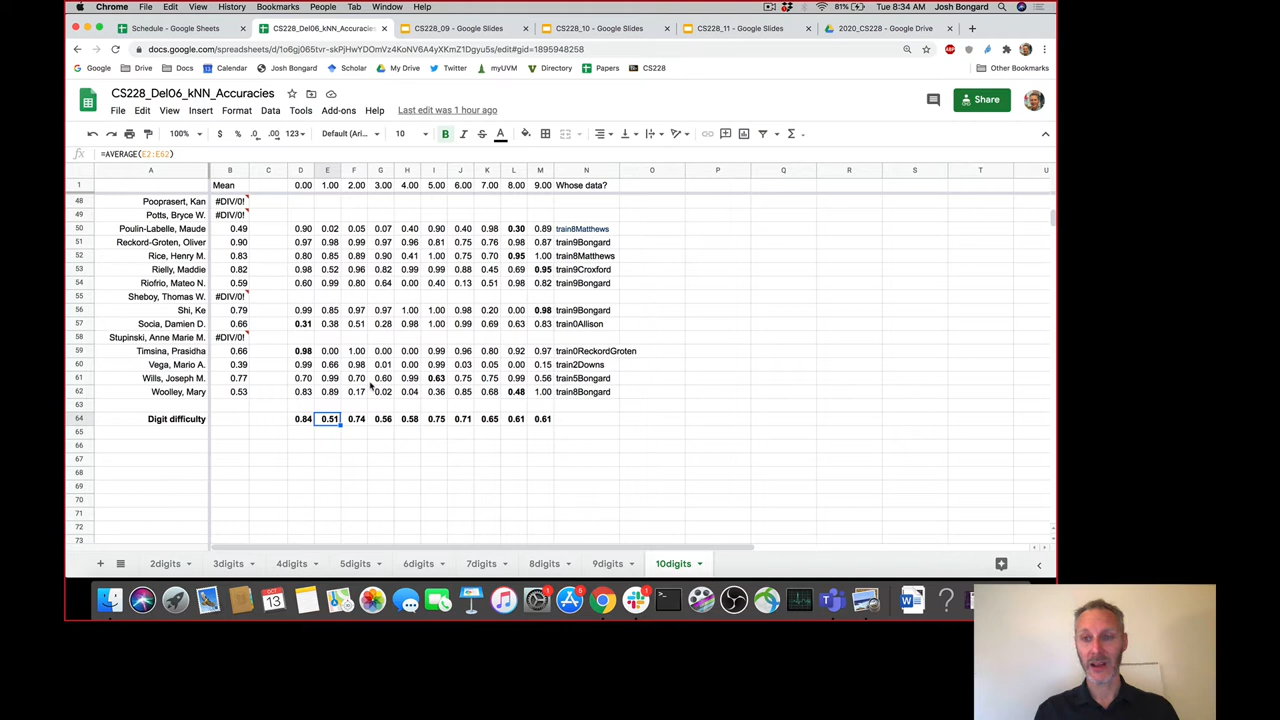 Chrome File Edit View History Bookmarks People Tab Window Help 81% Tue 8:34 AM Josh Bongard
Schedule - Google Sheets CS228_Del06_kNN_Accuracies CS228_09 - Google Slides CS228_10 - Google Slides CS228_11 - Google Slides 2020_CS228 - Google Drive
docs.google.com/spreadsheets/d/1o6gj065tvr-skPjHwYDOmVz4KoNV6A4yXKmZ1Dgyu5s/edit#gid=1895948258
Google Drive Docs Calendar Josh Bongard Scholar My Drive Twitter myUVM Directory Papers CS228 Other Bookmarks
CS228_Del06_kNN_Accuracies
File Edit View Insert Format Data Tools Add-ons Help Last edit was 1 hour ago Share
100% $ % .0 .00 123 Default (Ari... 10 B I S A
fx =AVERAGE(E2:E62)
A B C D E F G H I J K L M N O P Q R S T U
1 Mean 0.00 1.00 2.00 3.00 4.00 5.00 6.00 7.00 8.00 9.00 Whose data?
48 Pooprasert, Kan #DIV/0!
49 Potts, Bryce W. #DIV/0!
50 Poulin-Labelle, Maude 0.49 0.90 0.02 0.05 0.07 0.40 0.90 0.40 0.98 0.30 0.89 train8Matthews
51 Reckord-Groten, Oliver 0.90 0.97 0.98 0.99 0.97 0.96 0.81 0.75 0.76 0.98 0.87 train9Bongard
52 Rice, Henry M. 0.83 0.80 0.85 0.89 0.90 0.41 1.00 0.75 0.70 0.95 1.00 train8Matthews
53 Rielly, Maddie 0.82 0.98 0.52 0.96 0.82 0.99 0.99 0.88 0.45 0.69 0.95 train9Croxford
54 Riofrio, Mateo N. 0.59 0.60 0.99 0.80 0.64 0.00 0.40 0.13 0.51 0.98 0.82 train9Bongard
55 Sheboy, Thomas W. #DIV/0!
56 Shi, Ke 0.79 0.99 0.85 0.97 0.97 1.00 1.00 0.98 0.20 0.00 0.98 train9Bongard
57 Socia, Damien D. 0.66 0.31 0.38 0.51 0.28 0.98 1.00 0.99 0.69 0.63 0.83 train0Allison
58 Stupinski, Anne Marie M. #DIV/0!
59 Timsina, Prasidha 0.66 0.98 0.00 1.00 0.00 0.00 0.99 0.96 0.80 0.92 0.97 train0ReckordGroten
60 Vega, Mario A. 0.39 0.99 0.66 0.98 0.01 0.00 0.99 0.03 0.05 0.00 0.15 train2Downs
61 Wills, Joseph M. 0.77 0.70 0.99 0.70 0.60 0.99 0.63 0.75 0.75 0.99 0.56 train5Bongard
62 Woolley, Mary 0.53 0.83 0.89 0.17 0.02 0.04 0.36 0.85 0.68 0.48 1.00 train8Bongard
63
64 Digit difficulty 0.84 0.51 0.74 0.56 0.58 0.75 0.71 0.65 0.61 0.61
65
66
67
68
69
70
71
72
73
2digits 3digits 4digits 5digits 6digits 7digits 8digits 9digits 10digits
OCT 13